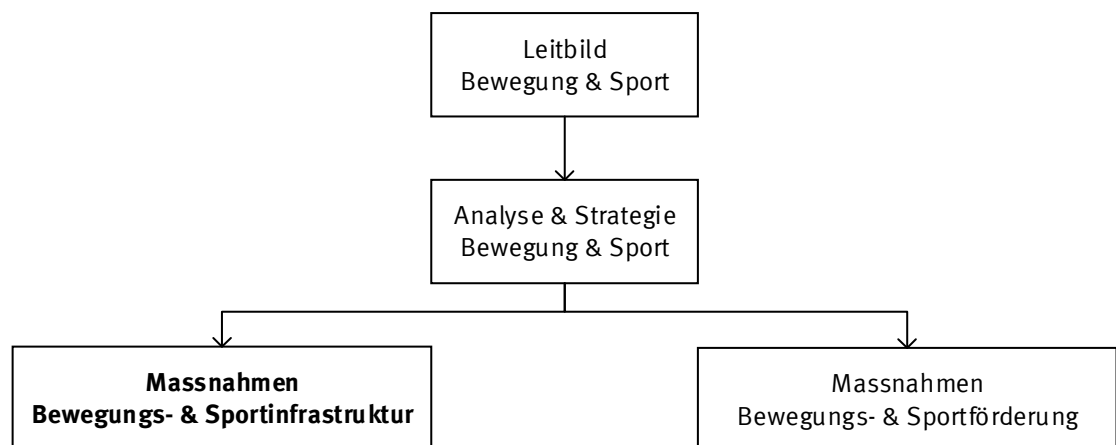 Leitbild
Bewegung & Sport
Analyse & Strategie
Bewegung & Sport
Massnahmen
Bewegungs- & Sportinfrastruktur
Massnahmen
Bewegungs- & Sportförderung